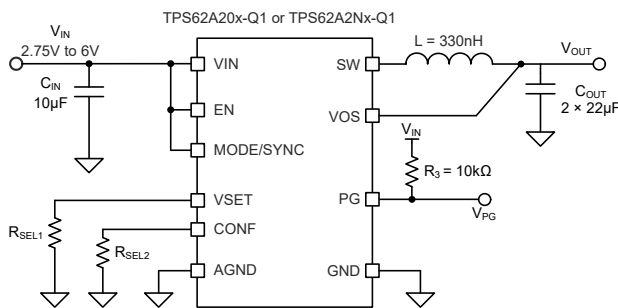 TPS62A20x-Q1 or TPS62A2Nx-Q1
VIN
2.75V to 6V
CIN
10µF
VIN
EN
MODE/SYNC
VSET
CONF
AGND
RSEL1
RSEL2
SW
VOS
PG
GND
L = 330nH
VOUT
COUT
2 × 22µF
VIN
R3 = 10kΩ
VPG